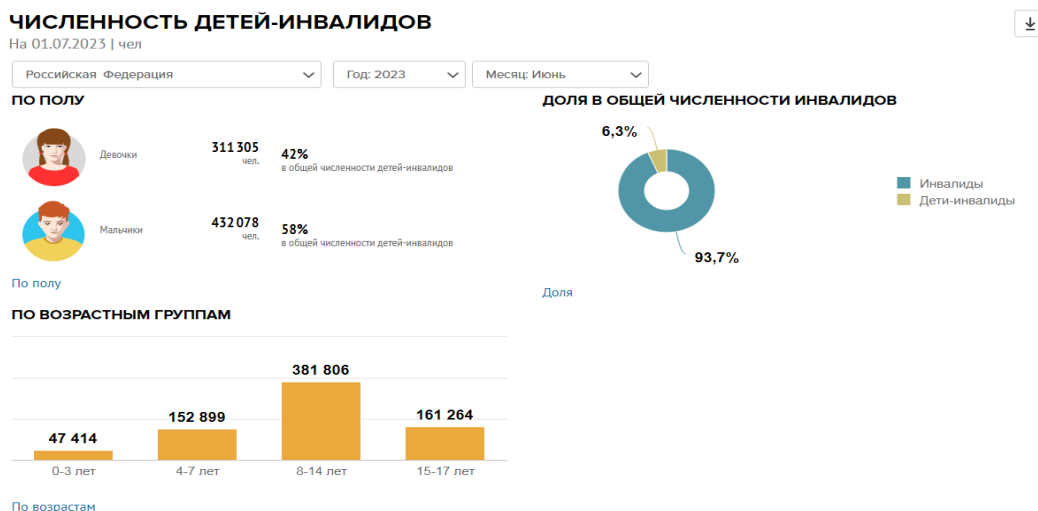 ЧИСЛЕННОСТЬ ДЕТЕЙ-ИНВАЛИДОВ
На 01.07.2023 | чел
Российская Федерация
Год: 2023
Месяц: Июнь
ПО ПОЛУ
Девочки
311 305
чел.
42%
в общей численности детей-инвалидов
Мальчики
432 078
чел.
58%
в общей численности детей-инвалидов
По полу
ДОЛЯ В ОБЩЕЙ ЧИСЛЕННОСТИ ИНВАЛИДОВ
6,3%
93,7%
Инвалиды
Дети-инвалиды
Доля
ПО ВОЗРАСТНЫМ ГРУППАМ
47 414
152 899
381 806
161 264
0-3 лет
4-7 лет
8-14 лет
15-17 лет
По возрастам